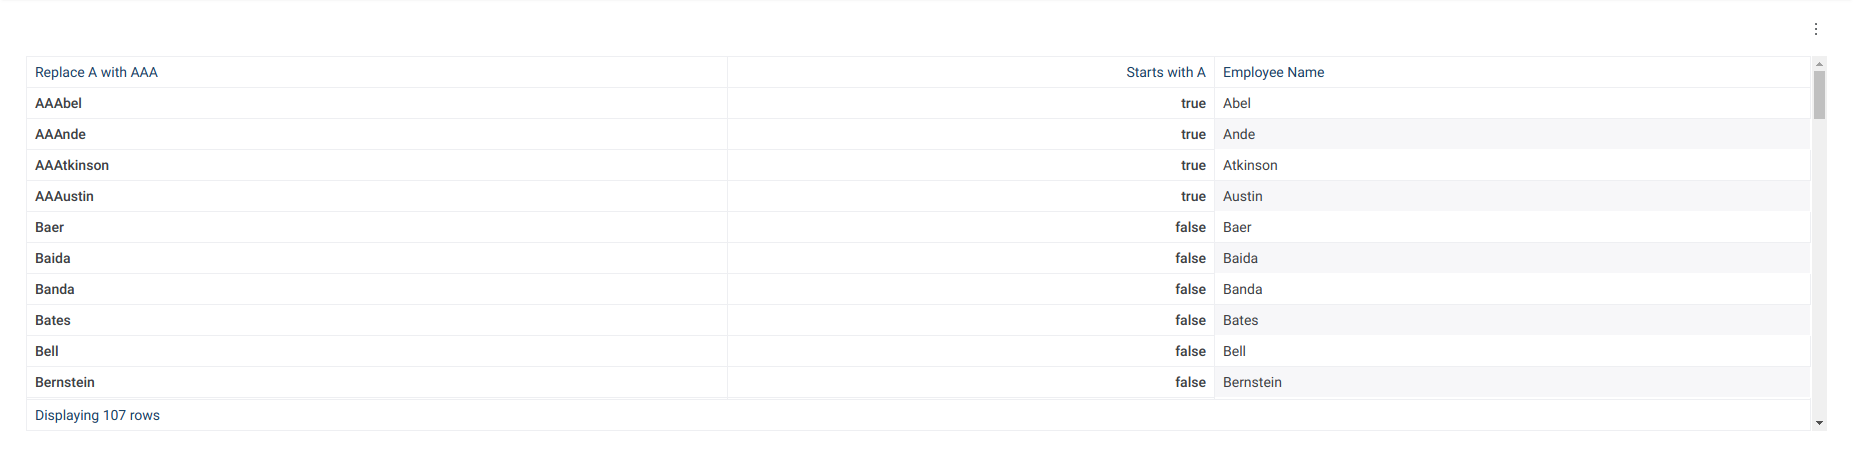 Replace A with AAA Starts with A Employee Name
AAAbel true Abel
AAAnde true Ande
AAAtkinson true Atkinson
AAAustin true Austin
Baer false Baer
Baida false Baida
Banda false Banda
Bates false Bates
Bell false Bell
Bernstein false Bernstein
Displaying 107 rows